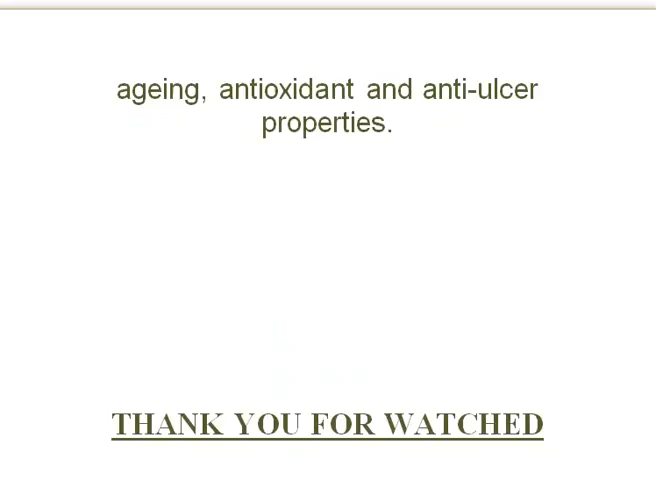 ageing, antioxidant and anti-ulcer
properties.
THANK YOU FOR WATCHED